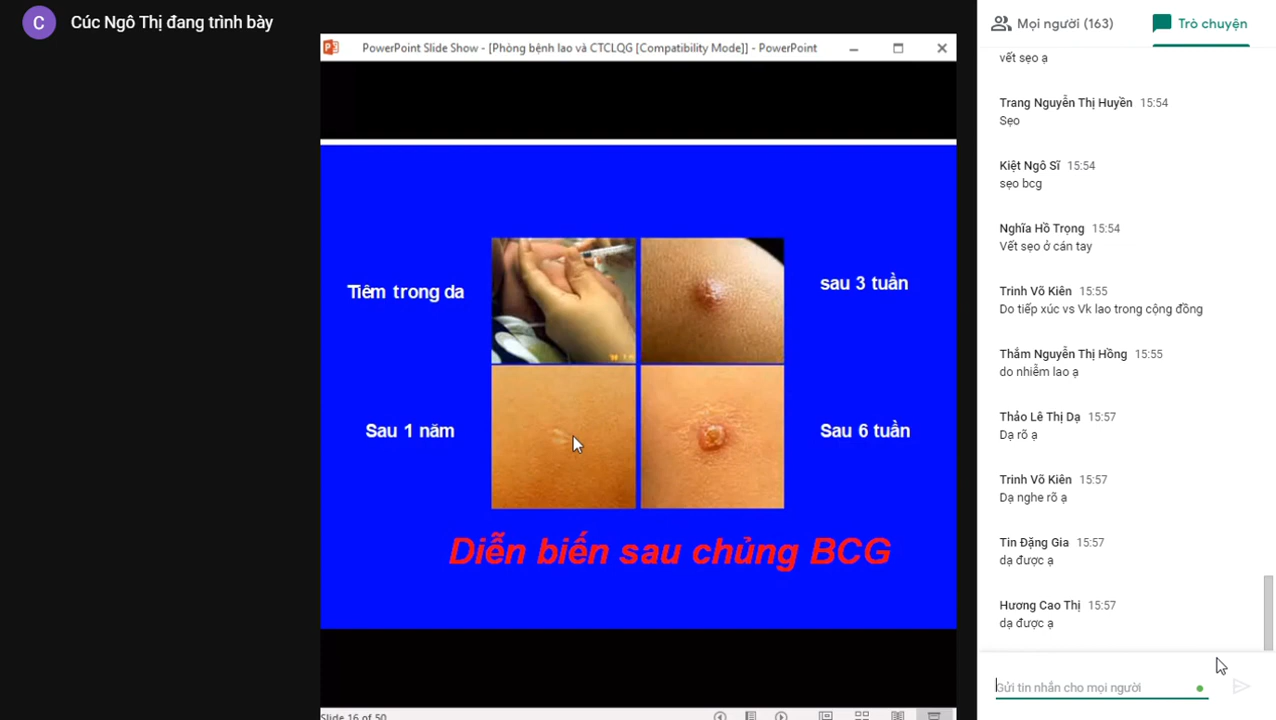 C
Cúc Ngô Thị đang trình bày
PowerPoint Slide Show - [Phòng bệnh lao và CTCLQG [Compatibility Mode]] - PowerPoint
Tiêm trong da
sau 3 tuần
Sau 1 năm
Sau 6 tuần
Diễn biến sau chủng BCG
Slide 16 of 50
Mọi người (163)
Trò chuyện
vết sẹo ạ
Trang Nguyễn Thị Huyền 15:54
Sẹo
Kiệt Ngô Sĩ 15:54
sẹo bcg
Nghĩa Hồ Trọng 15:54
Vết sẹo ở cán tay
Trinh Võ Kiên 15:55
Do tiếp xúc vs Vk lao trong cộng đồng
Thắm Nguyễn Thị Hồng 15:55
do nhiễm lao ạ
Thảo Lê Thị Dạ 15:57
Dạ rõ ạ
Trinh Võ Kiên 15:57
Dạ nghe rõ ạ
Tin Đặng Gia 15:57
dạ được ạ
Hương Cao Thị 15:57
dạ được ạ
Gửi tin nhắn cho mọi người